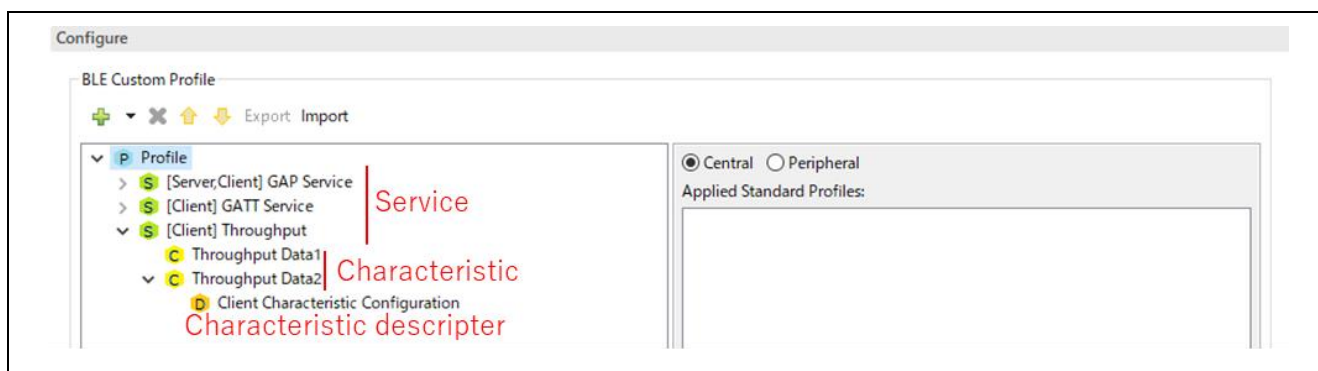 Configure
BLE Custom Profile
Export Import
P Profile
S [Server,Client] GAP Service
S [Client] GATT Service
S [Client] Throughput
Service
C Throughput Data1
C Throughput Data2
Characteristic
D Client Characteristic Configuration
Characteristic descripter
Central Peripheral
Applied Standard Profiles: